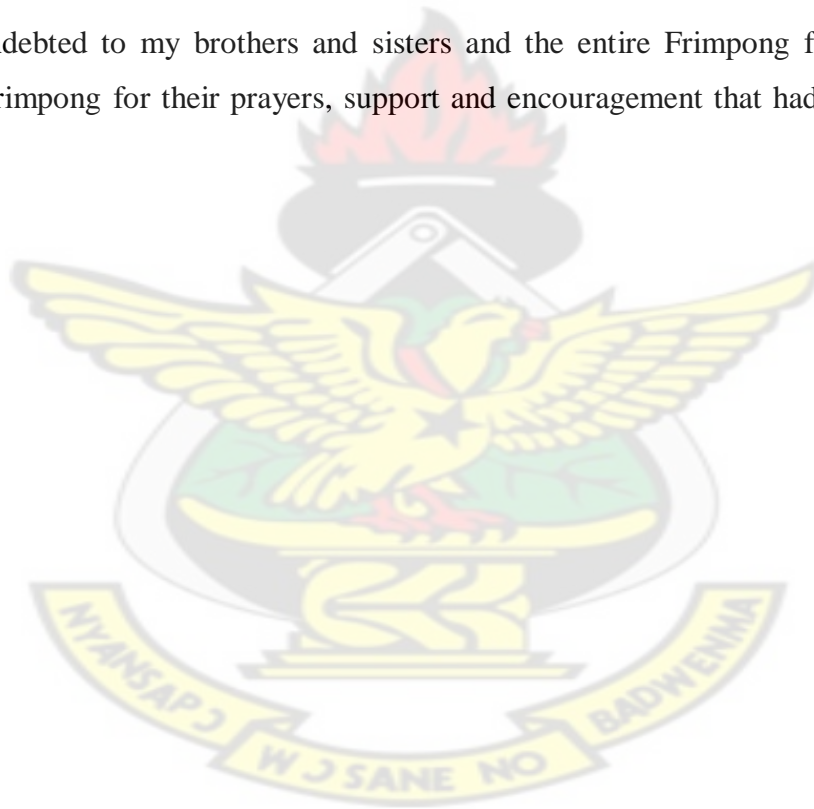 debted to my brothers and sisters and the entire Frimpong f
rimpong for their prayers, support and encouragement that had
NYANSAPƆ WƆSANE NO BADWENMA